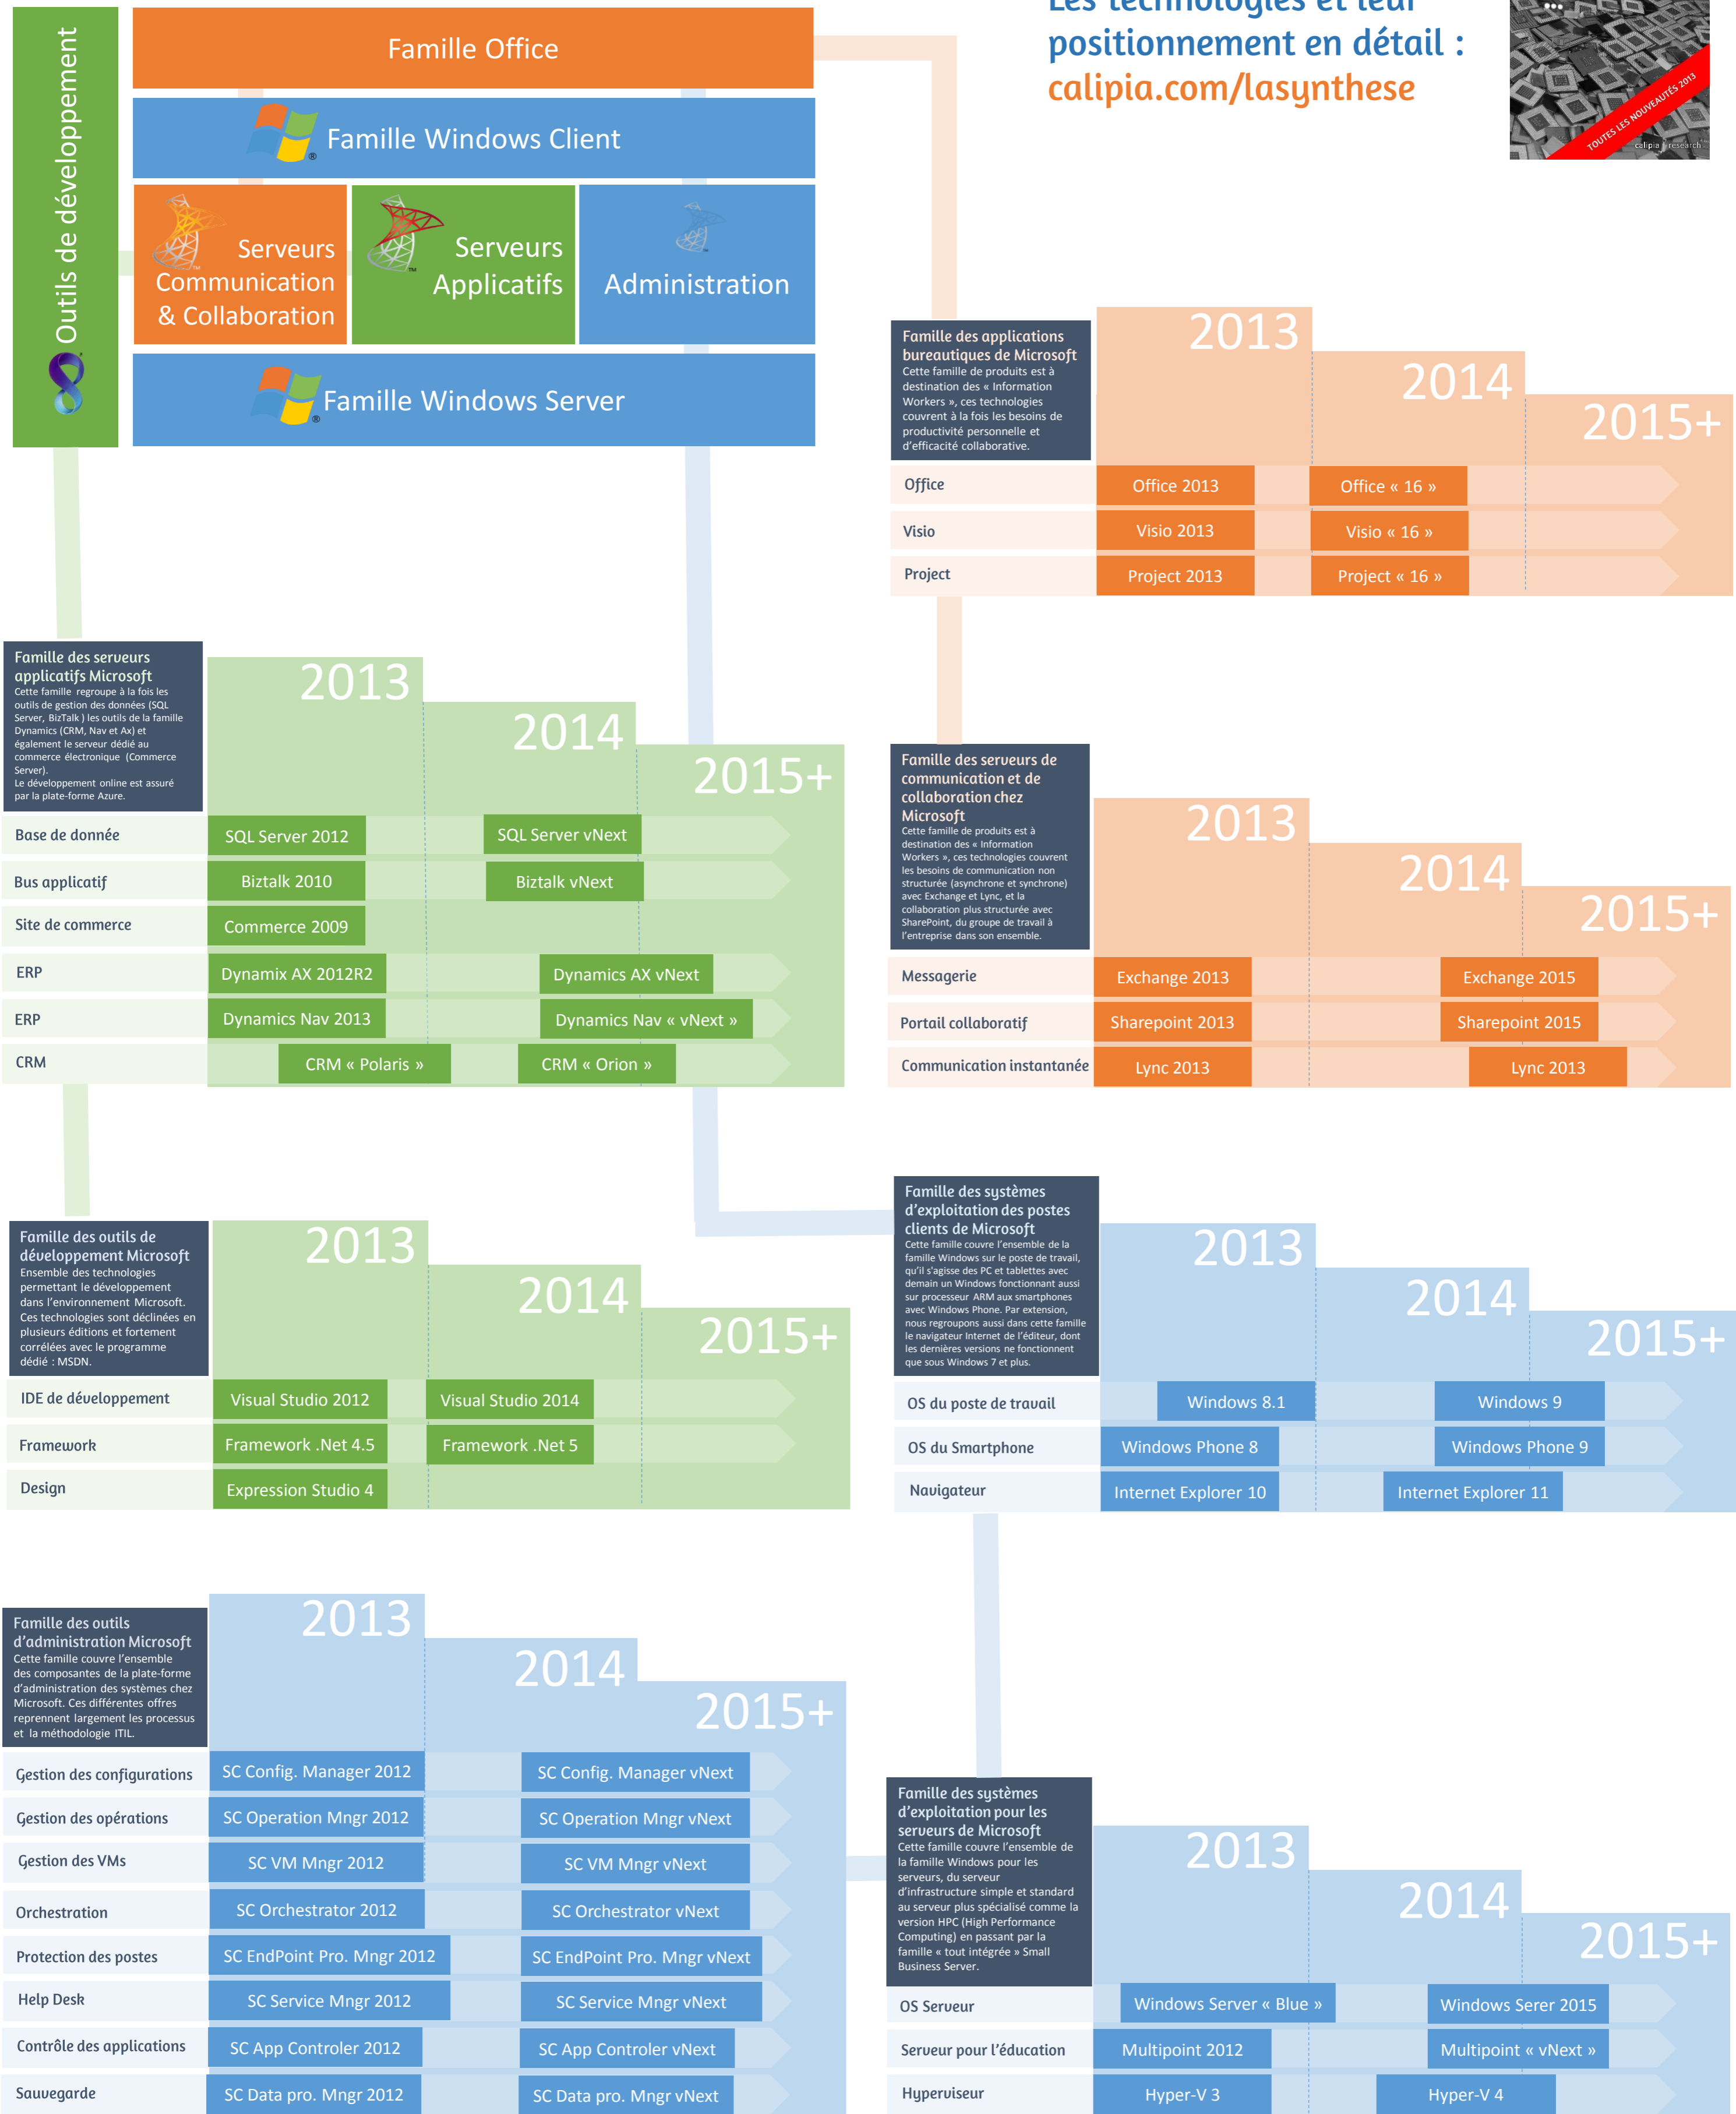 Outils de développement
Famille Office
Famille Windows Client
Serveurs
Communication
& Collaboration
Serveurs
Applicatifs
Administration
Famille Windows Server
Les technologies et leur
positionnement en détail :
calipia.com/lasynthese
TOUTES LES NOUVEAUTÉS 2013
calipia research
Famille des applications
bureautiques de Microsoft
Cette famille de produits est à
destination des « Information
Workers », ces technologies
couvrent à la fois les besoins de
productivité personnelle et
d'efficacité collaborative.
2013
2014
2015+
Office
Office 2013
Office « 16 »
Visio
Visio 2013
Visio « 16 »
Project
Project 2013
Project « 16 »
Famille des serveurs
applicatifs Microsoft
Cette famille regroupe à la fois les
outils de gestion des données (SQL
Server, BizTalk ) les outils de la famille
Dynamics (CRM, Nav et Ax) et
également le serveur dédié au
commerce électronique (Commerce
Server).
Le développement online est assuré
par la plate-forme Azure.
2013
2014
2015+
Base de donnée
SQL Server 2012
SQL Server vNext
Bus applicatif
Biztalk 2010
Biztalk vNext
Site de commerce
Commerce 2009
ERP
Dynamix AX 2012R2
Dynamics AX vNext
ERP
Dynamics Nav 2013
Dynamics Nav « vNext »
CRM
CRM « Polaris »
CRM « Orion »
Famille des serveurs de
communication et de
collaboration chez
Microsoft
Cette famille de produits est à
destination des « Information
Workers », ces technologies couvrent
les besoins de communication non
structurée (asynchrone et synchrone)
avec Exchange et Lync, et la
collaboration plus structurée avec
SharePoint, du groupe de travail à
l'entreprise dans son ensemble.
2013
2014
2015+
Messagerie
Exchange 2013
Exchange 2015
Portail collaboratif
Sharepoint 2013
Sharepoint 2015
Communication instantanée
Lync 2013
Lync 2013
Famille des outils de
développement Microsoft
Ensemble des technologies
permettant le développement
dans l'environnement Microsoft.
Ces technologies sont déclinées en
plusieurs éditions et fortement
corrélées avec le programme
dédié : MSDN.
2013
2014
2015+
IDE de développement
Visual Studio 2012
Visual Studio 2014
Framework
Framework .Net 4.5
Framework .Net 5
Design
Expression Studio 4
Famille des systèmes
d'exploitation des postes
clients de Microsoft
Cette famille couvre l'ensemble de la
famille Windows sur le poste de travail,
qu'il s'agisse des PC et tablettes avec
demain un Windows fonctionnant aussi
sur processeur ARM aux smartphones
avec Windows Phone. Par extension,
nous regroupons aussi dans cette famille
le navigateur Internet de l'éditeur, dont
les dernières versions ne fonctionnent
que sous Windows 7 et plus.
2013
2014
2015+
OS du poste de travail
Windows 8.1
Windows 9
OS du Smartphone
Windows Phone 8
Windows Phone 9
Navigateur
Internet Explorer 10
Internet Explorer 11
Famille des outils
d'administration Microsoft
Cette famille couvre l'ensemble
des composantes de la plate-forme
d'administration des systèmes chez
Microsoft. Ces différentes offres
reprennent largement les processus
et la méthodologie ITIL.
2013
2014
2015+
Gestion des configurations
SC Config. Manager 2012
SC Config. Manager vNext
Gestion des opérations
SC Operation Mngr 2012
SC Operation Mngr vNext
Gestion des VMs
SC VM Mngr 2012
SC VM Mngr vNext
Orchestration
SC Orchestrator 2012
SC Orchestrator vNext
Protection des postes
SC EndPoint Pro. Mngr 2012
SC EndPoint Pro. Mngr vNext
Help Desk
SC Service Mngr 2012
SC Service Mngr vNext
Contrôle des applications
SC App Controler 2012
SC App Controler vNext
Sauvegarde
SC Data pro. Mngr 2012
SC Data pro. Mngr vNext
Famille des systèmes
d'exploitation pour les
serveurs de Microsoft
Cette famille couvre l'ensemble de
la famille Windows pour les
serveurs, du serveur
d'infrastructure simple et standard
au serveur plus spécialisé comme la
version HPC (High Performance
Computing) en passant par la
famille « tout intégrée » Small
Business Server.
2013
2014
2015+
OS Serveur
Windows Server « Blue »
Windows Serer 2015
Serveur pour l'éducation
Multipoint 2012
Multipoint « vNext »
Hyperviseur
Hyper-V 3
Hyper-V 4